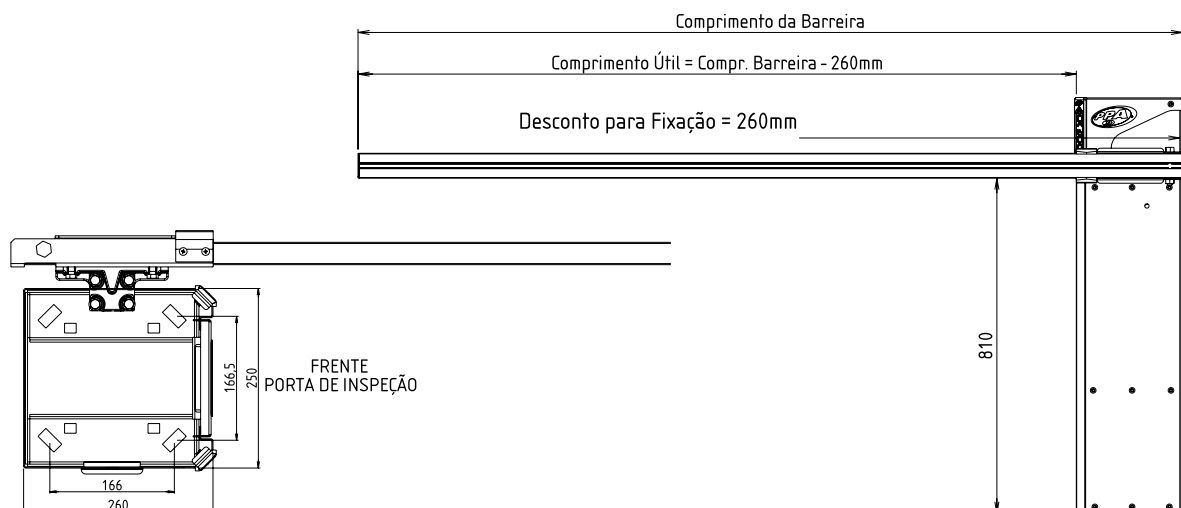 Comprimento da Barreira
Comprimento Útil = Compr. Barreira - 260mm
Desconto para Fixação = 260mm
PPA
810
FRENTE
PORTA DE INSPEÇÃO
166,5
250
166
260